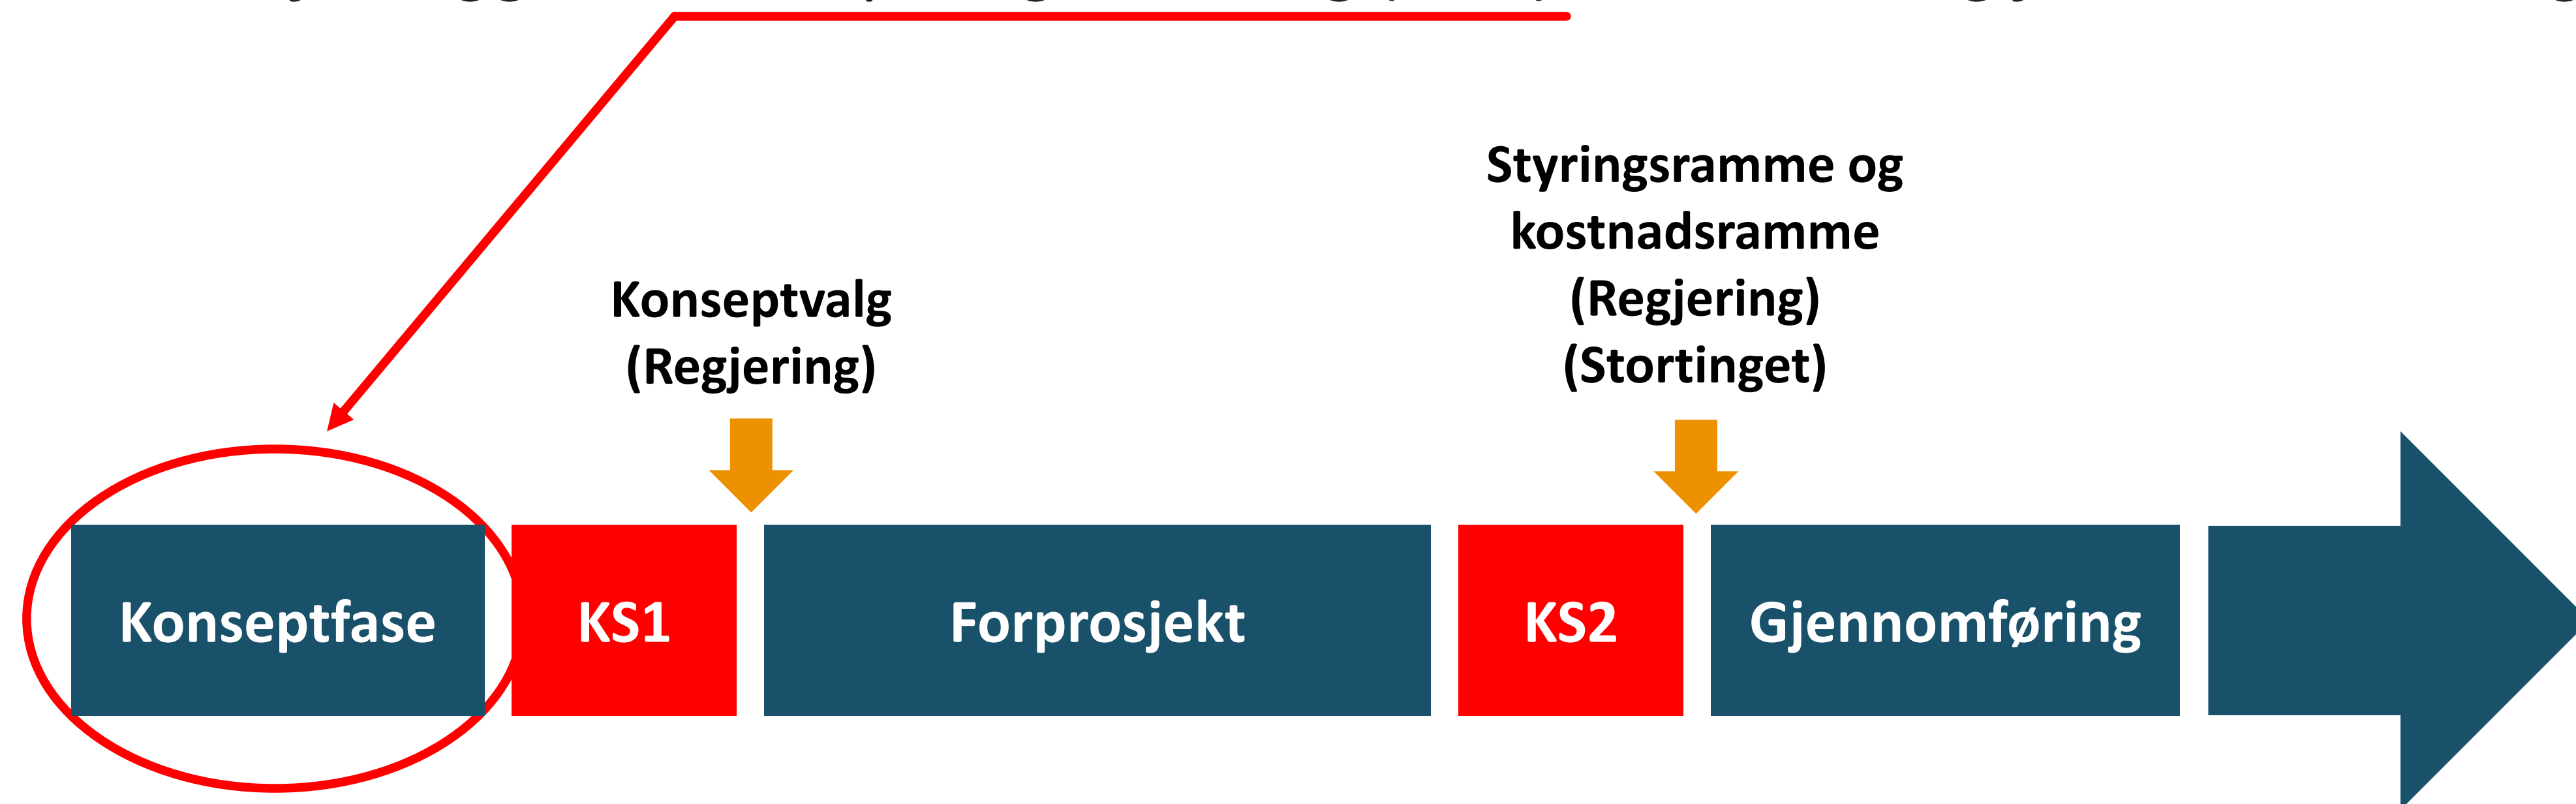 Styringsramme og
kostnadsramme
(Regjering)
(Stortinget)
Konseptvalg
(Regjering)
Konseptfase
KS1
Forprosjekt
KS2
Gjennomføring